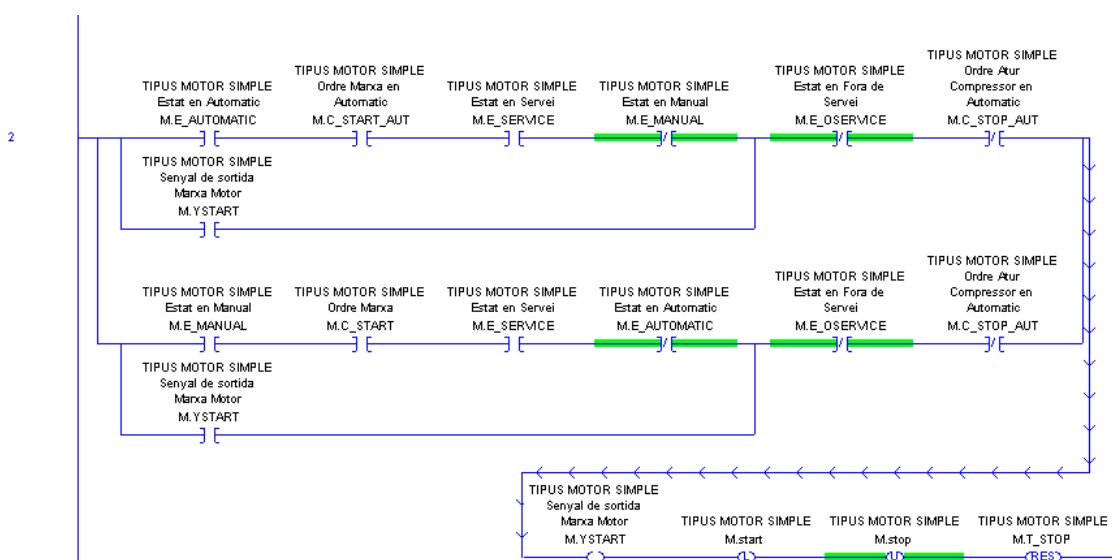 TIPUS MOTOR SIMPLE
Estat en Automatic
M.E_AUTOMATIC
TIPUS MOTOR SIMPLE
Ordre Marxa en
Automatic
M.C_START_AUT
TIPUS MOTOR SIMPLE
Estat en Servei
M.E_SERVICE
TIPUS MOTOR SIMPLE
Estat en Manual
M.E_MANUAL
TIPUS MOTOR SIMPLE
Estat en Fora de
Servei
M.E_OSERVICE
TIPUS MOTOR SIMPLE
Ordre Atur
Compressor en
Automatic
M.C_STOP_AUT
2
TIPUS MOTOR SIMPLE
Senyal de sortida
Marxa Motor
M.YSTART
TIPUS MOTOR SIMPLE
Estat en Manual
M.E_MANUAL
TIPUS MOTOR SIMPLE
Ordre Marxa
M.C_START
TIPUS MOTOR SIMPLE
Estat en Servei
M.E_SERVICE
TIPUS MOTOR SIMPLE
Estat en Automatic
M.E_AUTOMATIC
TIPUS MOTOR SIMPLE
Estat en Fora de
Servei
M.E_OSERVICE
TIPUS MOTOR SIMPLE
Ordre Atur
Compressor en
Automatic
M.C_STOP_AUT
TIPUS MOTOR SIMPLE
Senyal de sortida
Marxa Motor
M.YSTART
TIPUS MOTOR SIMPLE
Senyal de sortida
Marxa Motor
M.YSTART
TIPUS MOTOR SIMPLE
M.start
L
TIPUS MOTOR SIMPLE
M.stop
U
TIPUS MOTOR SIMPLE
M.T_STOP
RES